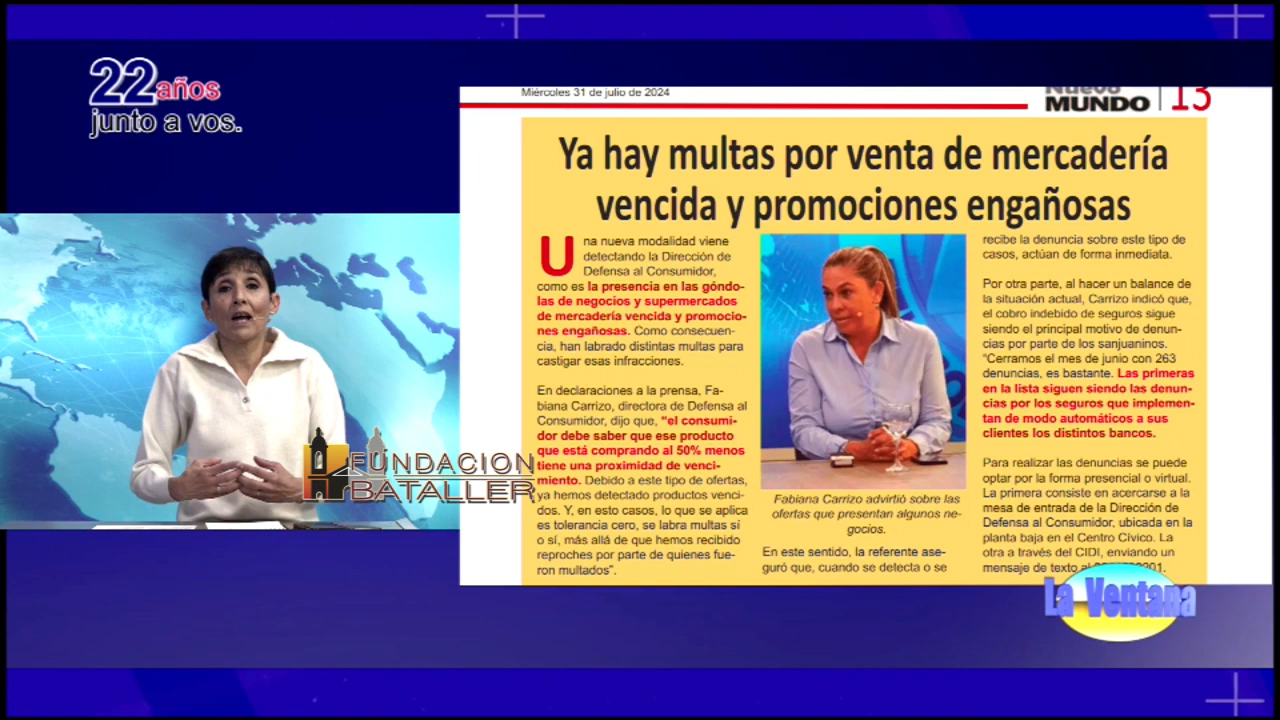 22 años
junto a vos.
FUNDACION
BATALLER
Miércoles 31 de julio de 2024
Nuevo
MUNDO
13
Ya hay multas por venta de mercadería
vencida y promociones engañosas
Una nueva modalidad viene
detectando la Dirección de
Defensa al Consumidor,
como es la presencia en las góndo-
las de negocios y supermercados
de mercadería vencida y promocio-
nes engañosas. Como consecuen-
cia, han labrado distintas multas para
castigar esas infracciones.
En declaraciones a la prensa, Fa-
biana Carrizo, directora de Defensa al
Consumidor, dijo que, “el consumi-
dor debe saber que ese producto
que está comprando al 50% menos
tiene una proximidad de venci-
miento. Debido a este tipo de ofertas,
ya hemos detectado productos venci-
dos. Y, en esto casos, lo que se aplica
es tolerancia cero, se labra multas sí
o sí, más allá de que hemos recibido
reproches por parte de quienes fue-
ron multados”.
Fabiana Carrizo advirtió sobre las
ofertas que presentan algunos ne-
gocios.
En este sentido, la referente ase-
guró que, cuando se detecta o se
recibe la denuncia sobre este tipo de
casos, actúan de forma inmediata.
Por otra parte, al hacer un balance de
la situación actual, Carrizo indicó que,
el cobro indebido de seguros sigue
siendo el principal motivo de denun-
cias por parte de los sanjuaninos.
“Cerramos el mes de junio con 263
denuncias, es bastante. Las primeras
en la lista siguen siendo las denun-
cias por los seguros que implemen-
tan de modo automáticos a sus
clientes los distintos bancos.
Para realizar las denuncias se puede
optar por la forma presencial o virtual.
La primera consiste en acercarse a la
mesa de entrada de la Dirección de
Defensa al Consumidor, ubicada en la
planta baja en el Centro Cívico. La
otra a través del CIDI, enviando un
mensaje de texto al
La Ventana